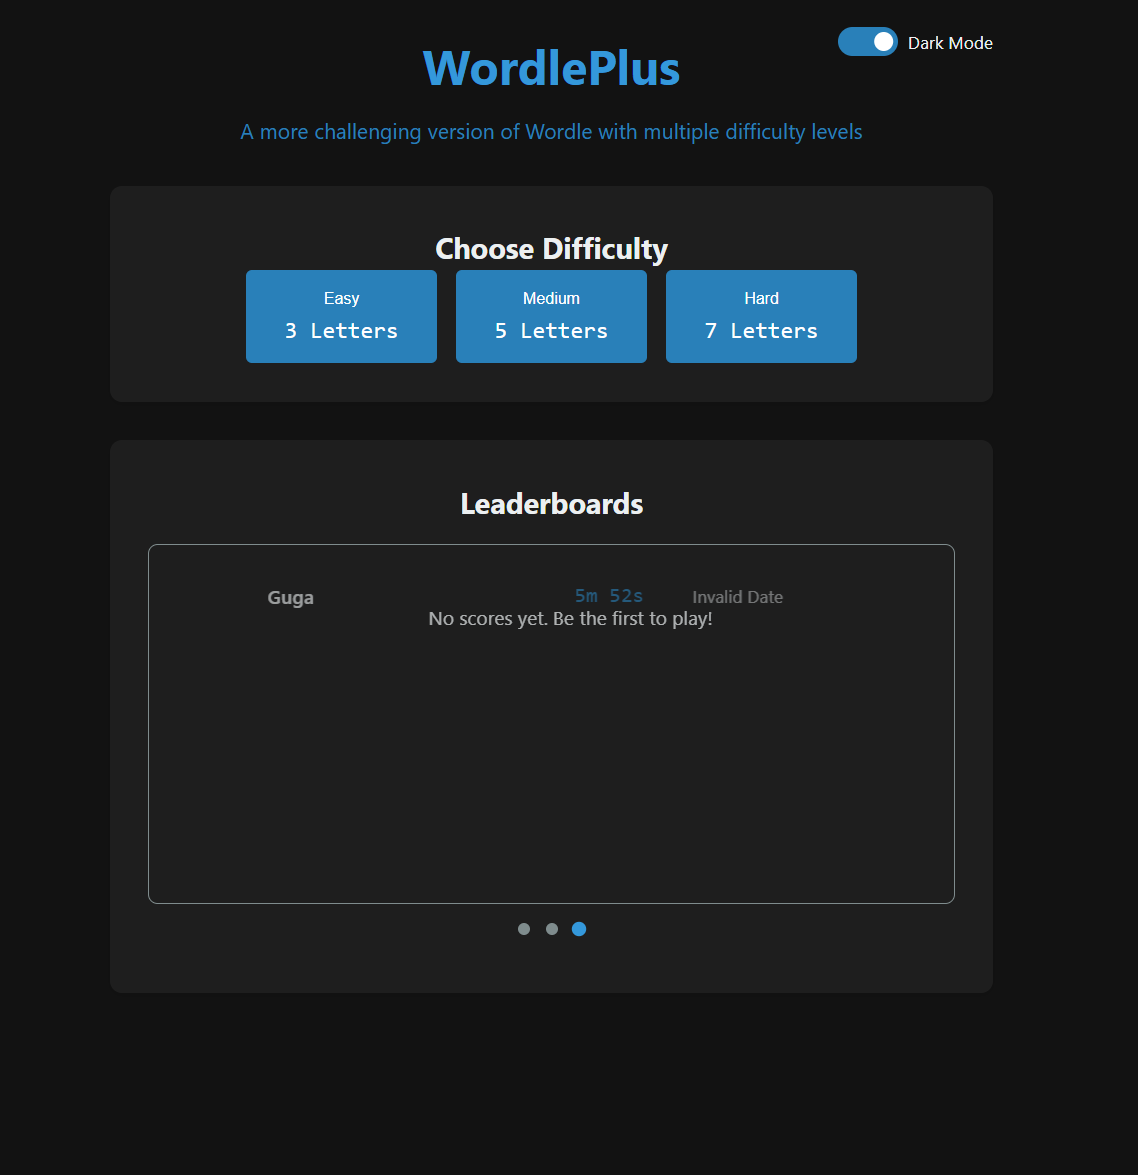 Dark Mode
WordlePlus
A more challenging version of Wordle with multiple difficulty levels
Choose Difficulty
Easy
3 Letters
Medium
5 Letters
Hard
7 Letters
Leaderboards
Guga 5m 52s Invalid Date
No scores yet. Be the first to play!